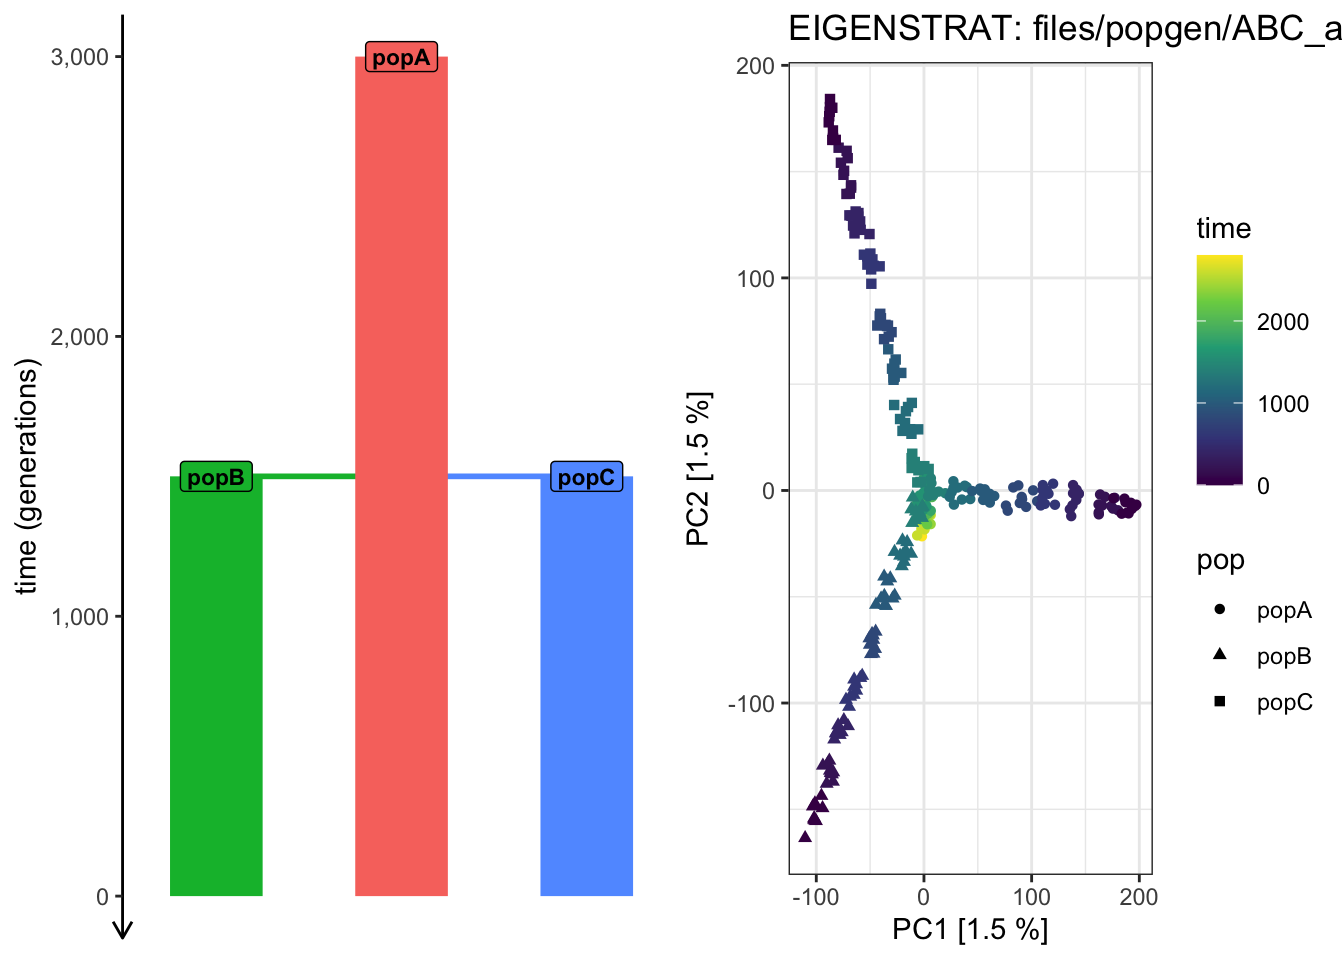 time (generations)
3,000
2,000
1,000
0
popA
popB
popC
EIGENSTRAT: files/popgen/ABC_a
PC2 [1.5 %]
200
100
0
-100
-100
0
100
200
PC1 [1.5 %]
time
2000
1000
0
pop
popA
popB
popC